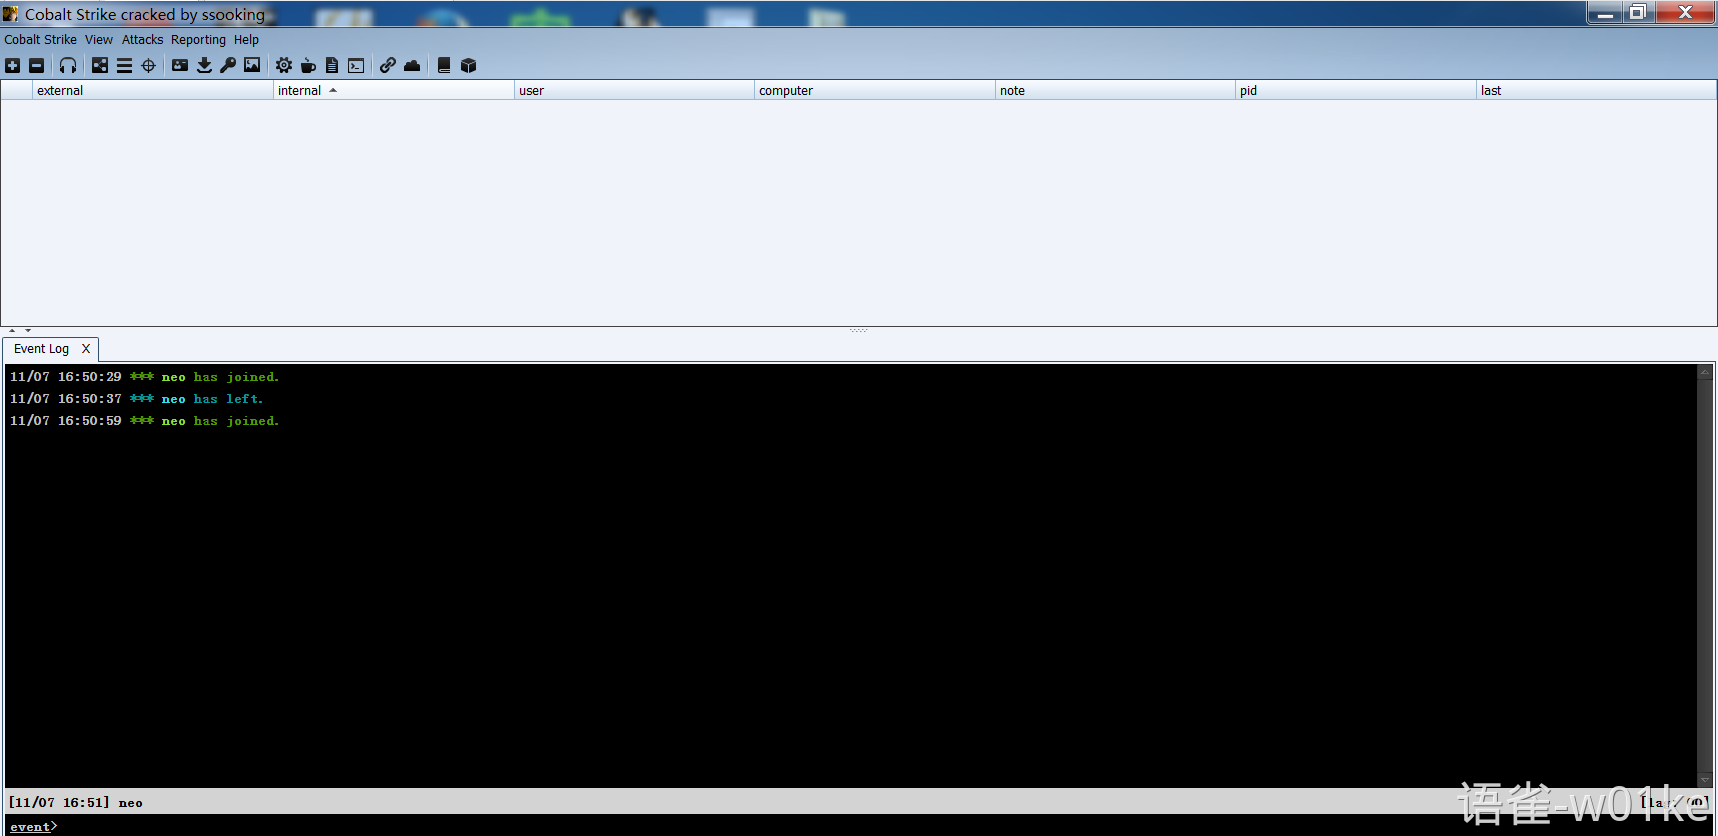 Cobalt Strike cracked by ssooking
Cobalt Strike View Attacks Reporting Help
external internal user computer note pid last
Event Log X
11/07 16:50:29 *** neo has joined.
11/07 16:50:37 *** neo has left.
11/07 16:50:59 *** neo has joined.
[11/07 16:51] neo
语雀-w01ke
event>